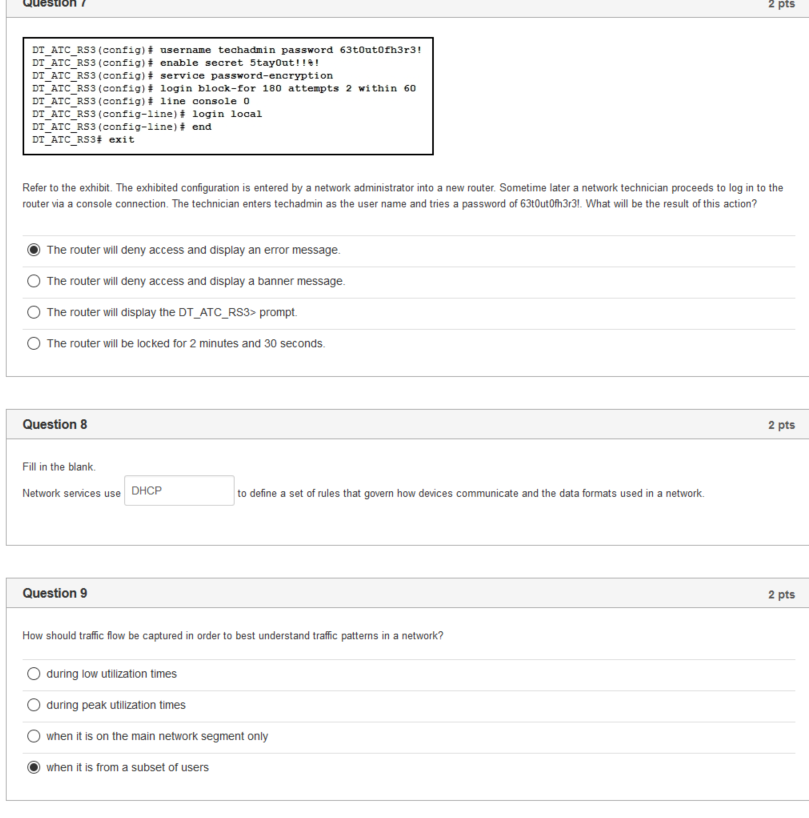 Question 7 2 pts
DT_ATC_RS3(config)# username techadmin password 63t0ut0fh3r3!
DT_ATC_RS3(config)# enable secret 5tay0ut!!%!
DT_ATC_RS3(config)# service password-encryption
DT_ATC_RS3(config)# login block-for 180 attempts 2 within 60
DT_ATC_RS3(config)# line console 0
DT_ATC_RS3(config-line)# login local
DT_ATC_RS3(config-line)# end
DT_ATC_RS3# exit
Refer to the exhibit. The exhibited configuration is entered by a network administrator into a new router. Sometime later a network technician proceeds to log in to the
router via a console connection. The technician enters techadmin as the user name and tries a password of 63t0ut0fh3r3!. What will be the result of this action?
The router will deny access and display an error message.
The router will deny access and display a banner message.
The router will display the DT_ATC_RS3> prompt.
The router will be locked for 2 minutes and 30 seconds.
Question 8 2 pts
Fill in the blank.
Network services use DHCP to define a set of rules that govern how devices communicate and the data formats used in a network.
Question 9 2 pts
How should traffic flow be captured in order to best understand traffic patterns in a network?
during low utilization times
during peak utilization times
when it is on the main network segment only
when it is from a subset of users